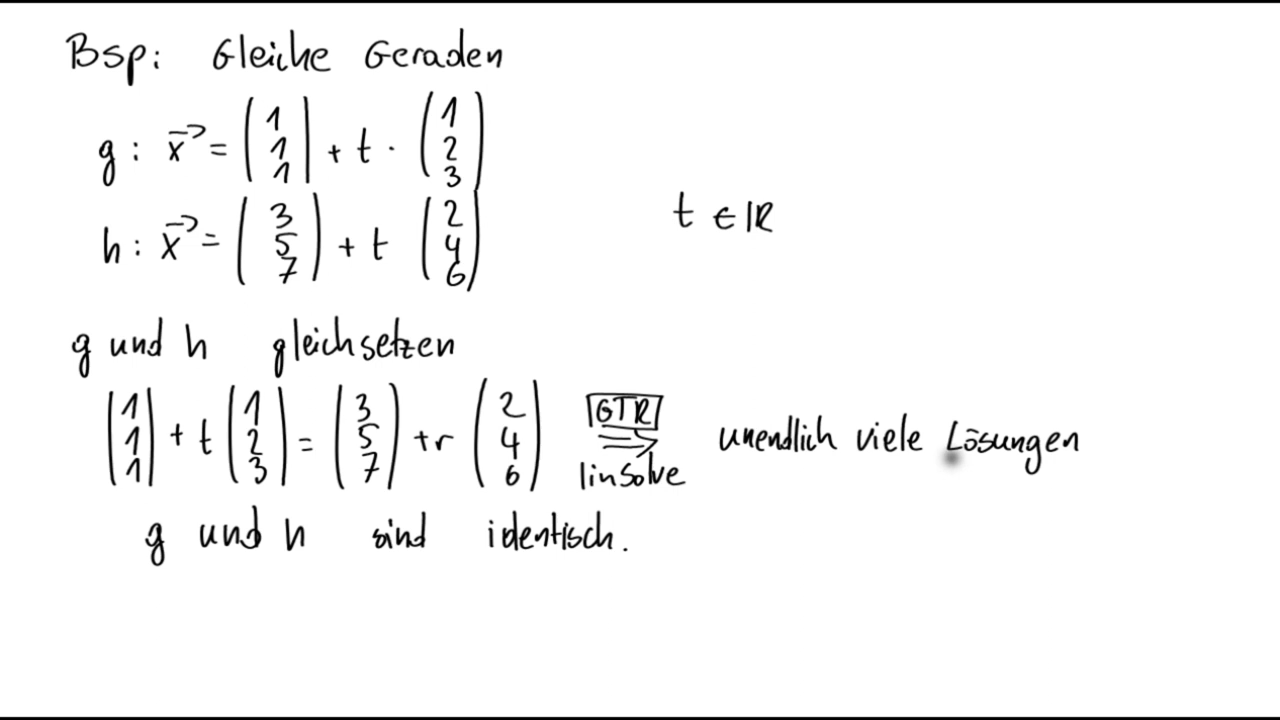 Bsp: Gleiche Geraden
g: x⃗ = (1 1 1) + t · (1 2 3)
h: x⃗ = (3 5 7) + t (2 4 6)
t ∈ ℝ
g und h gleichsetzen
(1 1 1) + t (1 2 3) = (3 5 7) + r (2 4 6) GTR ⇒ linsolve unendlich viele Lösungen
g und h sind identisch.